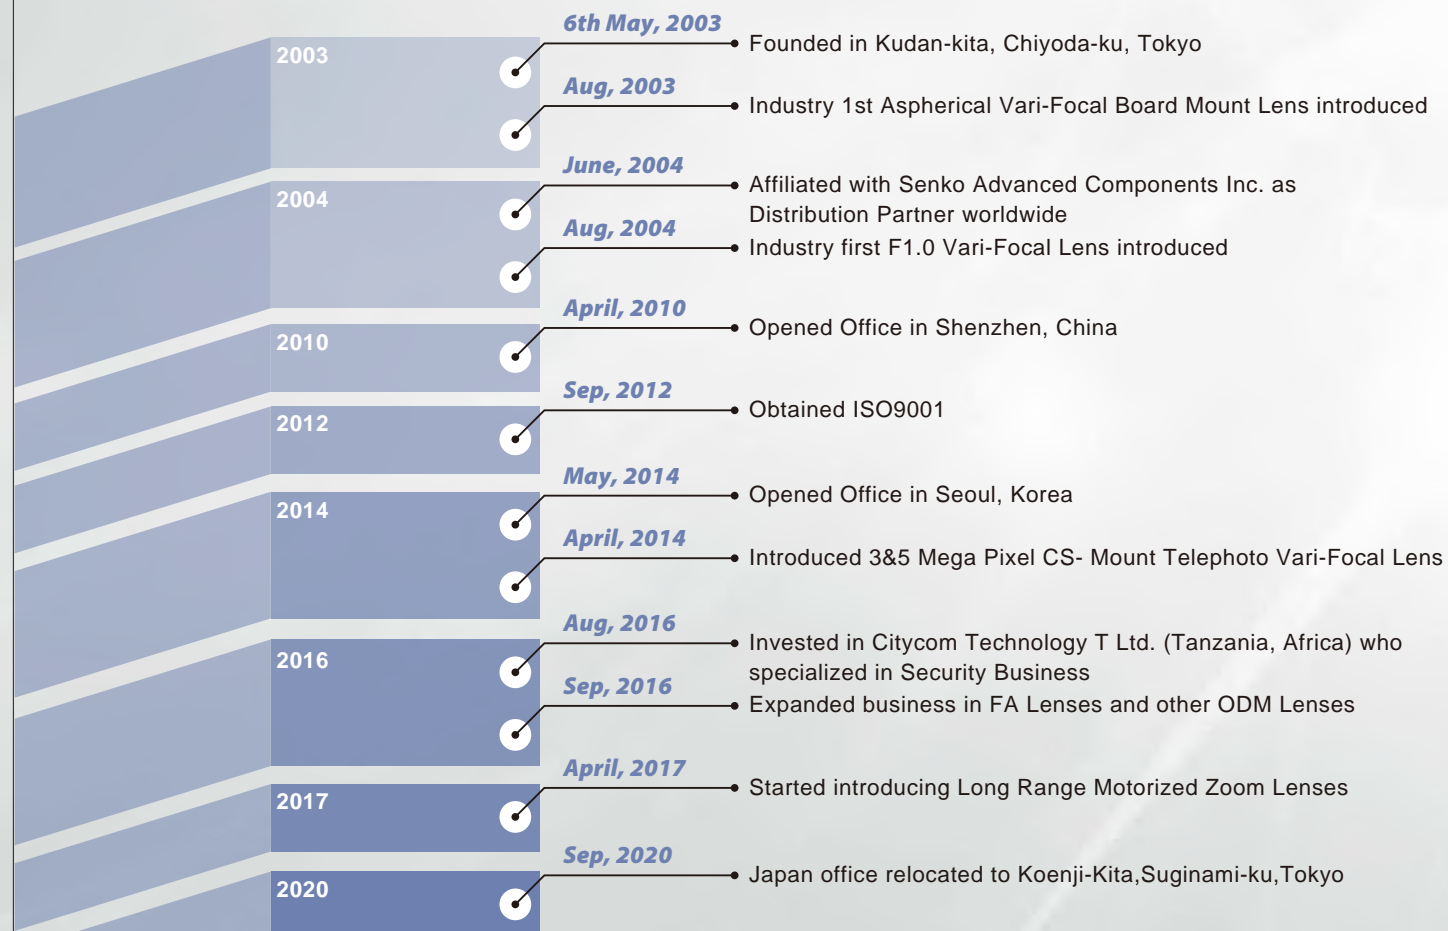 2003
6th May, 2003
Founded in Kudan-kita, Chiyoda-ku, Tokyo
Aug, 2003
Industry 1st Aspherical Vari-Focal Board Mount Lens introduced
2004
June, 2004
Affiliated with Senko Advanced Components Inc. as
Distribution Partner worldwide
Aug, 2004
Industry first F1.0 Vari-Focal Lens introduced
2010
April, 2010
Opened Office in Shenzhen, China
2012
Sep, 2012
Obtained ISO9001
2014
May, 2014
Opened Office in Seoul, Korea
April, 2014
Introduced 3&5 Mega Pixel CS- Mount Telephoto Vari-Focal Lens
2016
Aug, 2016
Invested in Citycom Technology T Ltd. (Tanzania, Africa) who
specialized in Security Business
Sep, 2016
Expanded business in FA Lenses and other ODM Lenses
2017
April, 2017
Started introducing Long Range Motorized Zoom Lenses
2020
Sep, 2020
Japan office relocated to Koenji-Kita,Suginami-ku,Tokyo